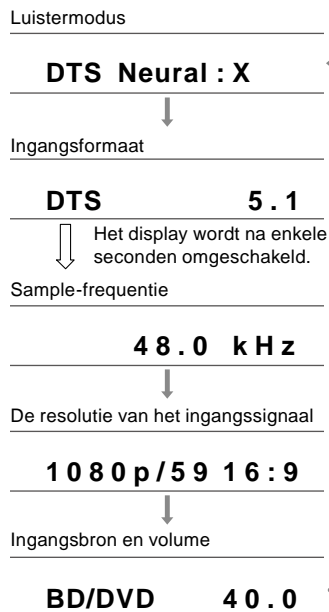 Luistermodus
DTS Neural:X
Ingangsformaat
DTS 5.1
Het display wordt na enkele
seconden omgeschakeld.
Sample-frequentie
48.0 kHz
De resolutie van het ingangssignaal
1080p/59 16:9
Ingangsbron en volume
BD/DVD 40.0